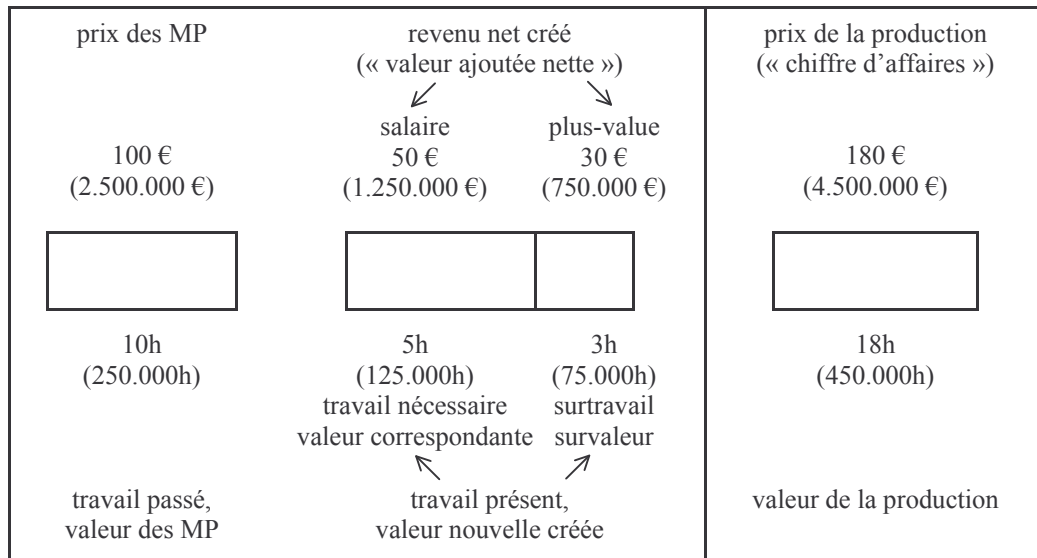 prix des MP
revenu net créé
(« valeur ajoutée nette »)
prix de la production
(« chiffre d’affaires »)
salaire
plus-value
100 €
50 €
30 €
180 €
(2.500.000 €)
(1.250.000 €)
(750.000 €)
(4.500.000 €)
10h
5h
3h
18h
(250.000h)
(125.000h)
(75.000h)
(450.000h)
travail nécessaire
surtravail
valeur correspondante
survaleur
travail passé,
valeur des MP
travail présent,
valeur nouvelle créée
valeur de la production